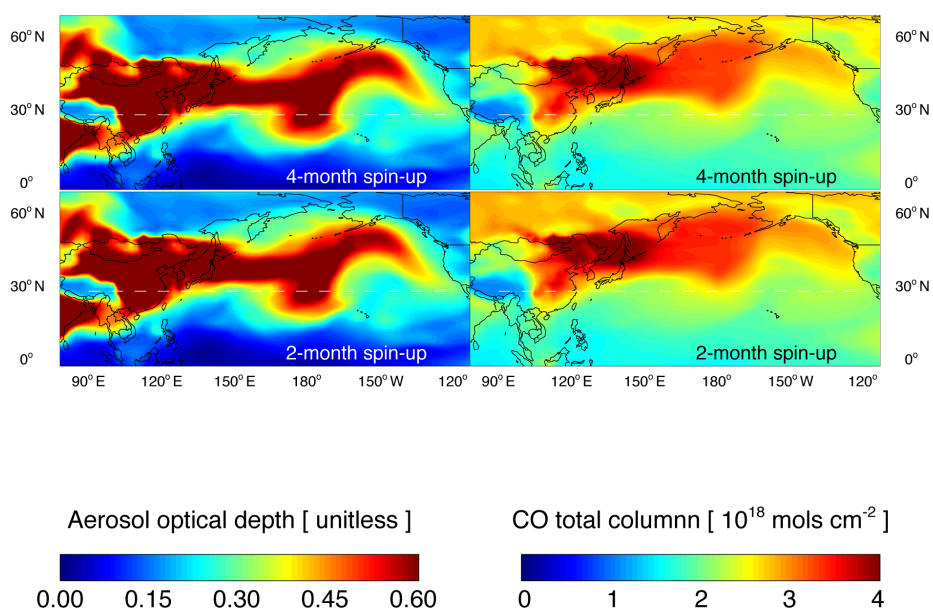 60° N
60° N
30° N
30° N
4-month spin-up
4-month spin-up
0°
0°
60° N
60° N
30° N
30° N
2-month spin-up
2-month spin-up
0°
0°
90° E 120° E 150° E 180° 150° W 120° 90° E 120° E 150° E 180° 150° W 120°
Aerosol optical depth [ unitless ]
CO total columnn [ 10¹⁸ mols cm⁻² ]
0.00 0.15 0.30 0.45 0.60
0 1 2 3 4